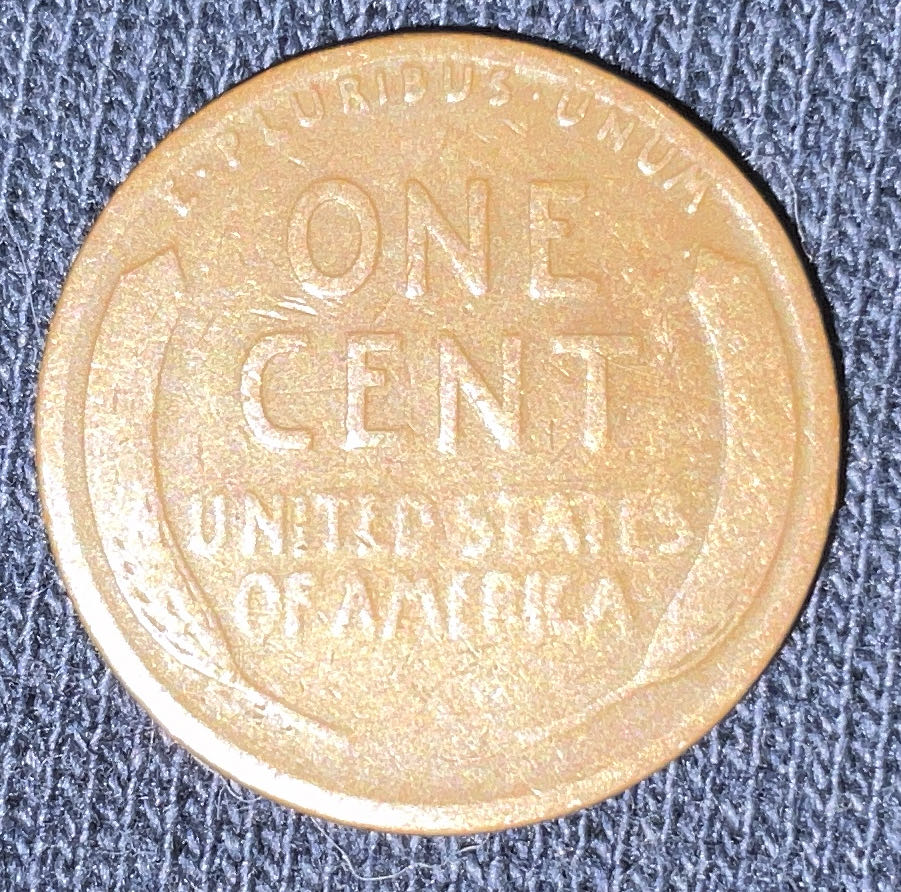 E·PLURIBUS·UNUM
ONE
CENT
UNITED STATES
OF AMERICA